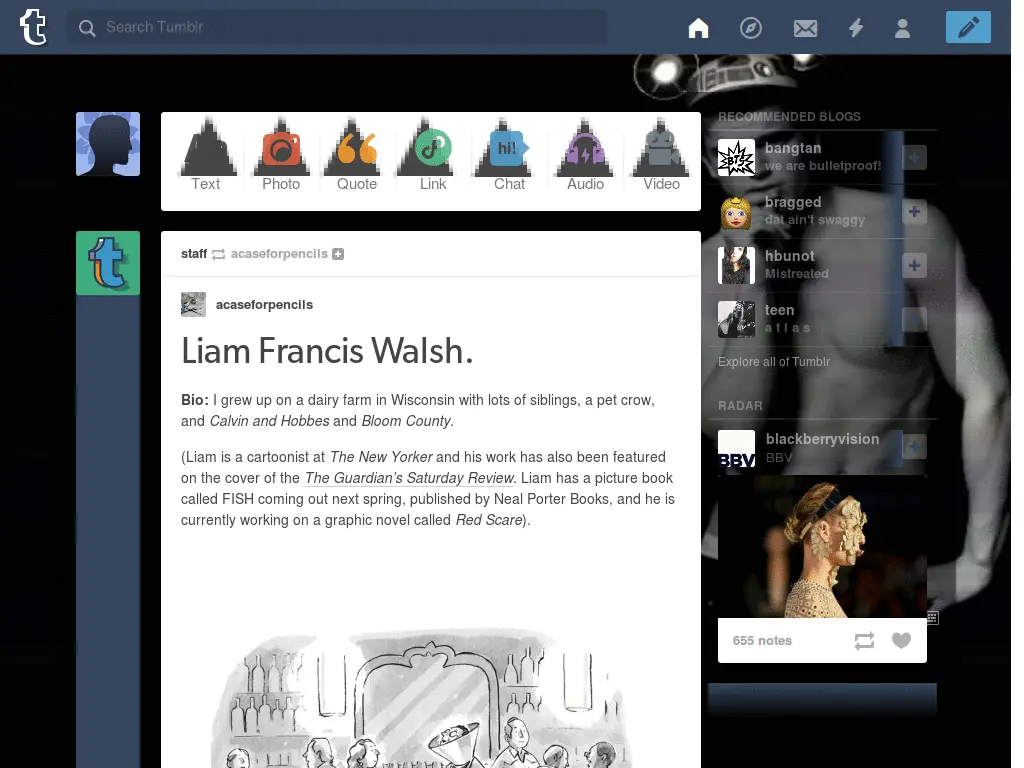 Search Tumblr
Text
Photo
Quote
Link
hi!
Chat
Audio
Video
staff acaseforpencils
acaseforpencils
Liam Francis Walsh.
Bio: I grew up on a dairy farm in Wisconsin with lots of siblings, a pet crow,
and Calvin and Hobbes and Bloom County.
(Liam is a cartoonist at The New Yorker and his work has also been featured
on the cover of the The Guardian’s Saturday Review. Liam has a picture book
called FISH coming out next spring, published by Neal Porter Books, and he is
currently working on a graphic novel called Red Scare).
RECOMMENDED BLOGS
BTS
bangtan
we are bulletproof!
bragged
dat ain't swaggy
hbunot
Mistreated
teen
a t l a s
Explore all of Tumblr
RADAR
BBV
blackberryvision
BBV
655 notes